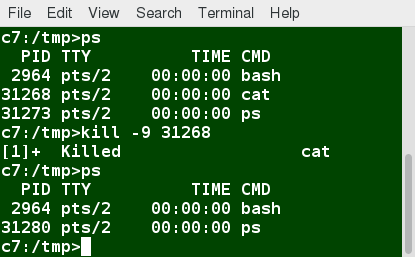 File Edit View Search Terminal Help
c7:/tmp>ps
  PID TTY          TIME CMD
 2964 pts/2    00:00:00 bash
31268 pts/2    00:00:00 cat
31273 pts/2    00:00:00 ps
c7:/tmp>kill -9 31268
[1]+  Killed                  cat
c7:/tmp>ps
  PID TTY          TIME CMD
 2964 pts/2    00:00:00 bash
31280 pts/2    00:00:00 ps
c7:/tmp>